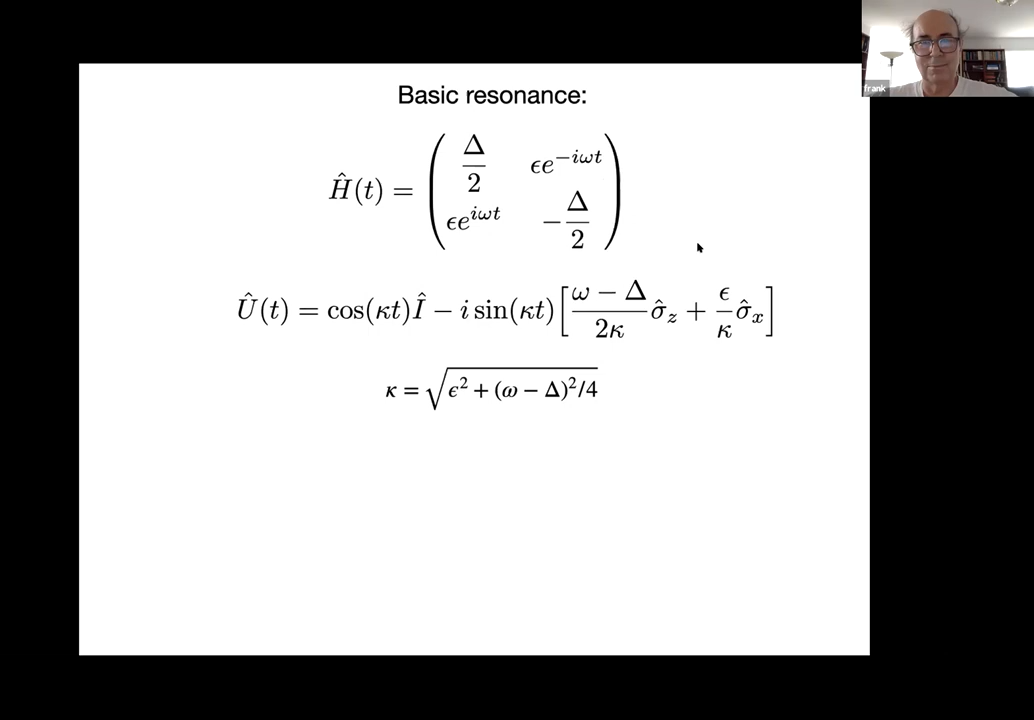 Basic resonance:
Ĥ(t) = ( Δ/2   ϵe^{-iωt} ; ϵe^{iωt}   -Δ/2 )
Û(t) = cos(κt)Î − i sin(κt) [ (ω − Δ)/2κ σ̂_z + ϵ/κ σ̂_x ]
κ = √(ϵ² + (ω − Δ)²/4)
frank